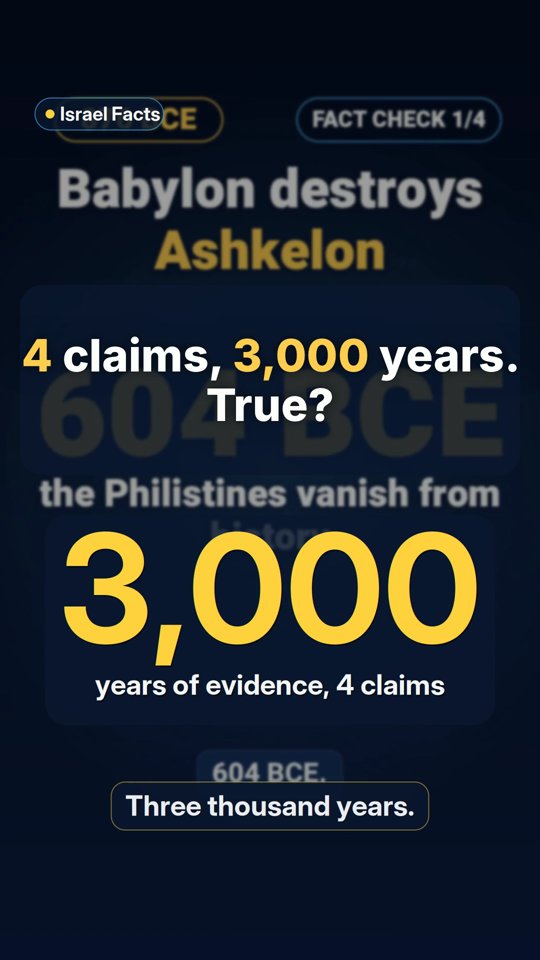 Israel Facts
BCE
FACT CHECK 1/4
Babylon destroys
Ashkelon
4 claims, 3,000 years.
True?
604 BCE
the Philistines vanish from
3,000
years of evidence, 4 claims
604 BCE.
Three thousand years.